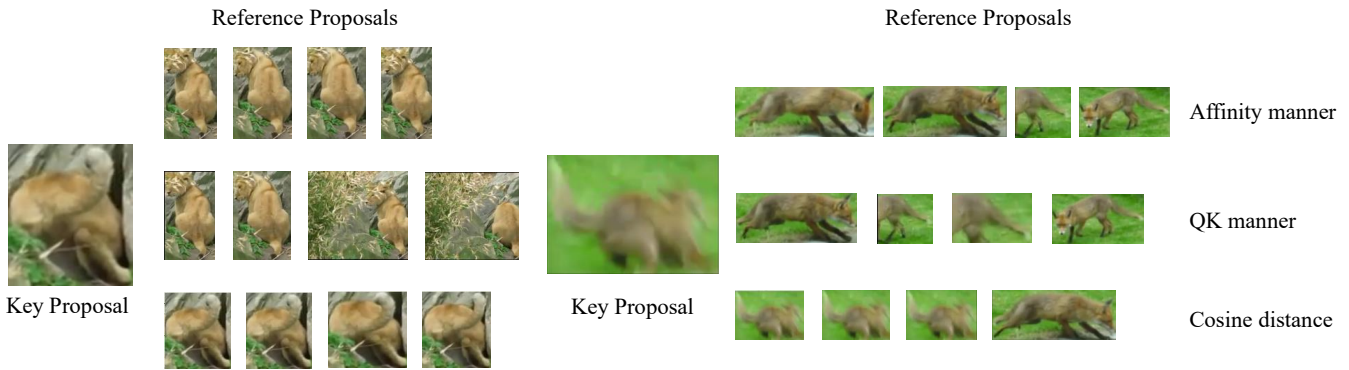 Reference Proposals
Reference Proposals
Affinity manner
QK manner
Key Proposal
Key Proposal
Cosine distance